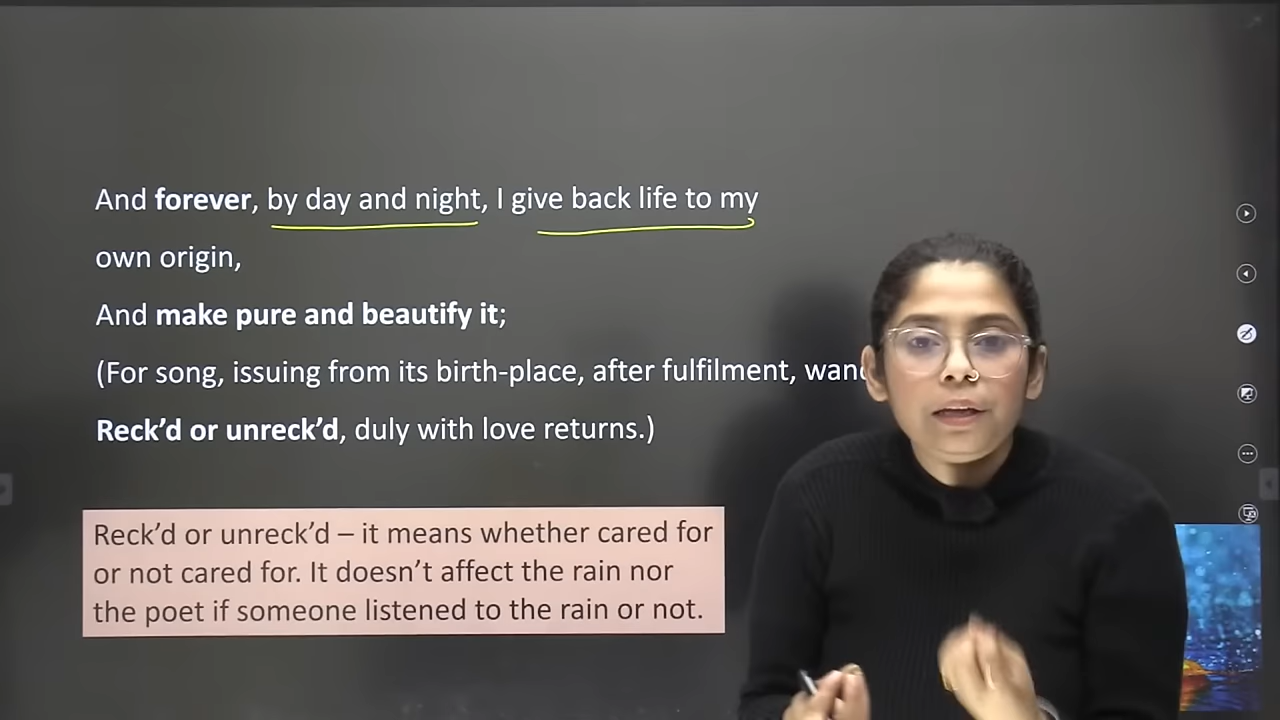 And forever, by day and night, I give back life to my
own origin,
And make pure and beautify it;
(For song, issuing from its birth-place, after fulfilment,
Reck’d or unreck’d, duly with love returns.)
Reck’d or unreck’d – it means whether cared for
or not cared for. It doesn’t affect the rain nor
the poet if someone listened to the rain or not.